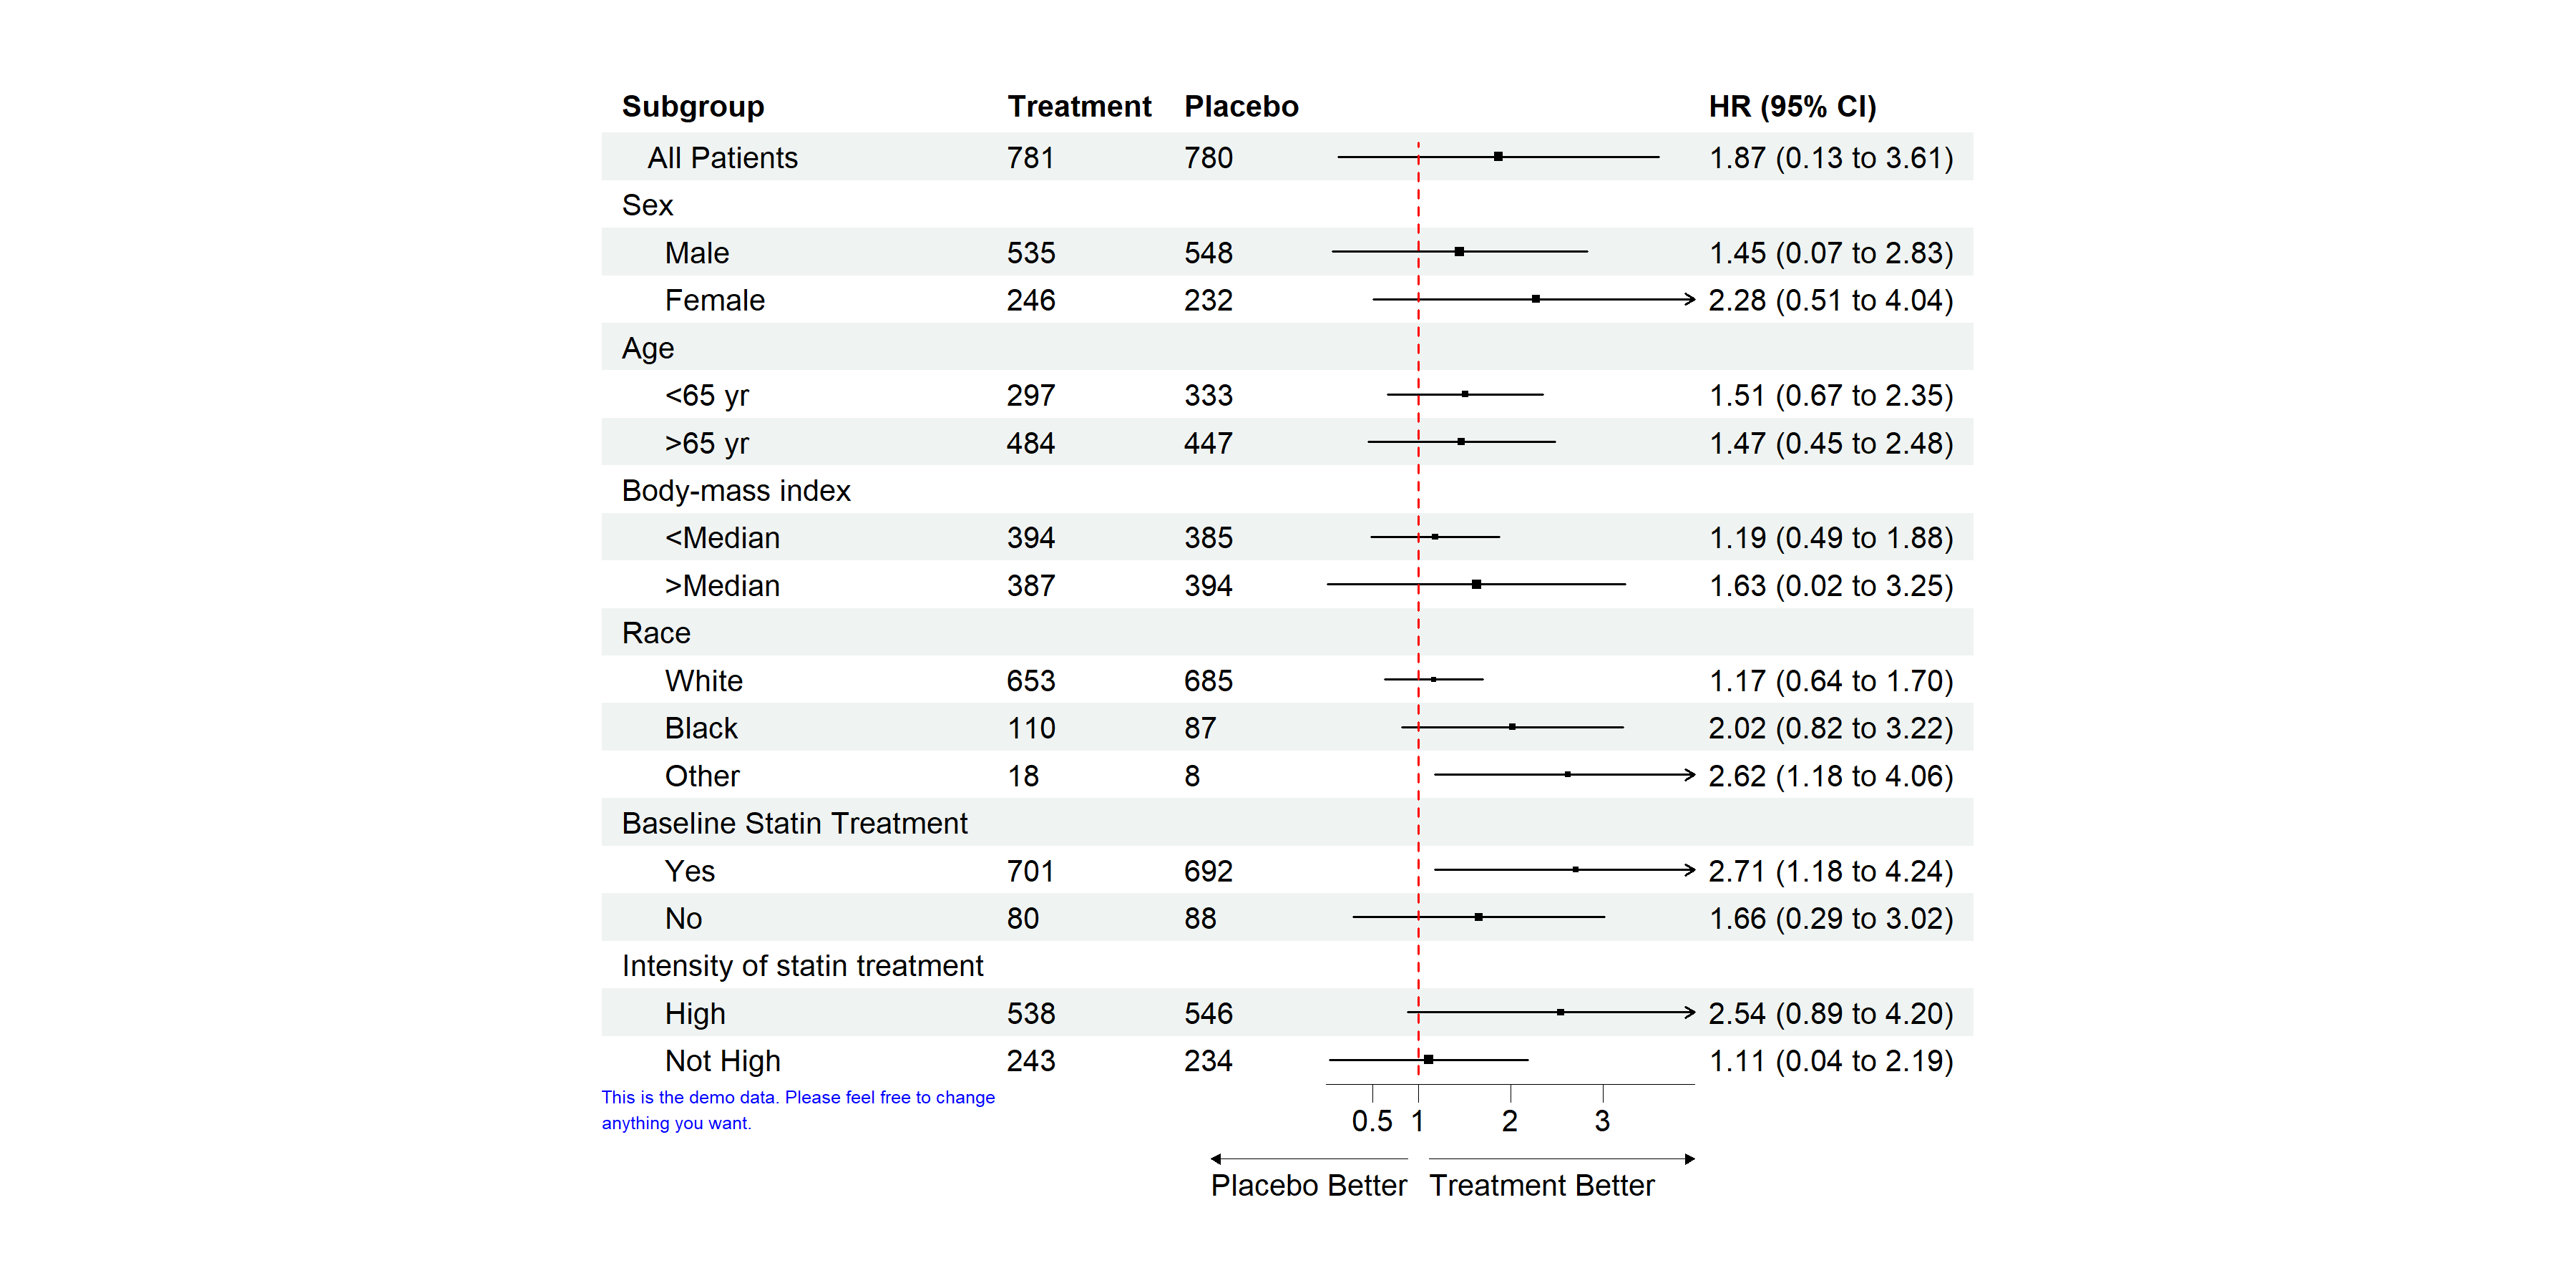 Subgroup Treatment Placebo HR (95% CI)
All Patients 781 780 1.87 (0.13 to 3.61)
Sex
Male 535 548 1.45 (0.07 to 2.83)
Female 246 232 2.28 (0.51 to 4.04)
Age
<65 yr 297 333 1.51 (0.67 to 2.35)
>65 yr 484 447 1.47 (0.45 to 2.48)
Body-mass index
<Median 394 385 1.19 (0.49 to 1.88)
>Median 387 394 1.63 (0.02 to 3.25)
Race
White 653 685 1.17 (0.64 to 1.70)
Black 110 87 2.02 (0.82 to 3.22)
Other 18 8 2.62 (1.18 to 4.06)
Baseline Statin Treatment
Yes 701 692 2.71 (1.18 to 4.24)
No 80 88 1.66 (0.29 to 3.02)
Intensity of statin treatment
High 538 546 2.54 (0.89 to 4.20)
Not High 243 234 1.11 (0.04 to 2.19)
This is the demo data. Please feel free to change
anything you want.
0.5 1 2 3
Placebo Better Treatment Better